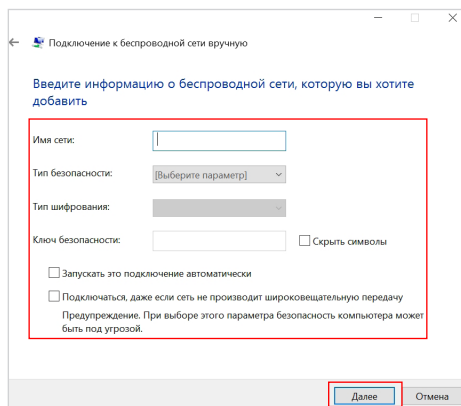 Подключение к беспроводной сети вручную
Введите информацию о беспроводной сети, которую вы хотите
добавить
Имя сети:
Тип безопасности: [Выберите параметр]
Тип шифрования:
Ключ безопасности: Скрыть символы
Запускать это подключение автоматически
Подключаться, даже если сеть не производит широковещательную передачу
Предупреждение. При выборе этого параметра безопасность компьютера может
быть под угрозой.
Далее Отмена